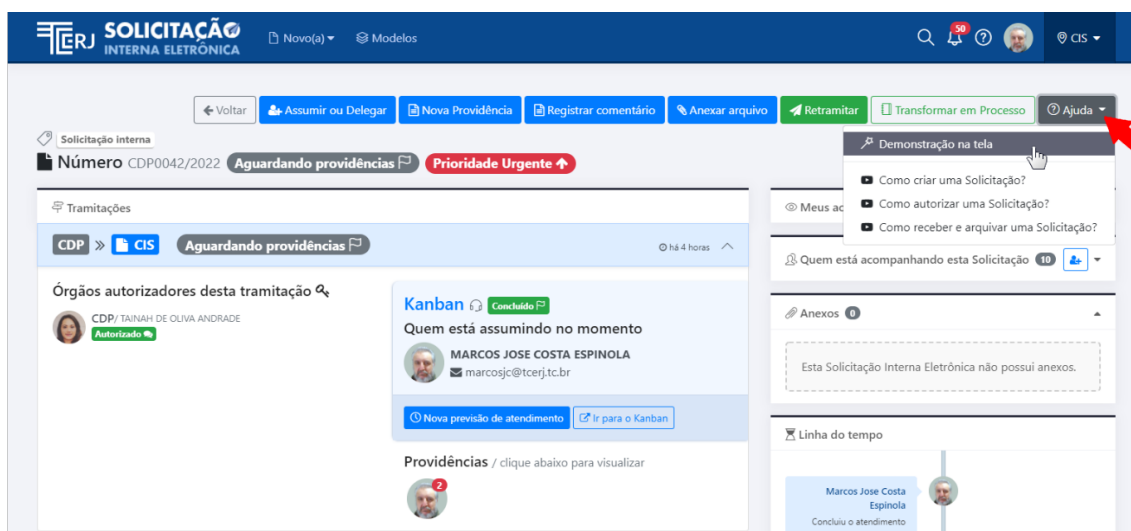 TCERJ SOLICITAÇÃO
INTERNA ELETRÔNICA
Novo(a)
Modelos
50
CIS
Voltar
Assumir ou Delegar
Nova Providência
Registrar comentário
Anexar arquivo
Retramitar
Transformar em Processo
Ajuda
Demonstração na tela
Como criar uma Solicitação?
Como autorizar uma Solicitação?
Como receber e arquivar uma Solicitação?
Solicitação interna
Número CDP0042/2022 Aguardando providências Prioridade Urgente
Tramitações
CDP » CIS Aguardando providências
há 4 horas
Órgãos autorizadores desta tramitação
CDP/ TAINAH DE OLIVA ANDRADE
Autorizado
Kanban Concluído
Quem está assumindo no momento
MARCOS JOSE COSTA ESPINOLA
marcosjc@tcerj.tc.br
Nova previsão de atendimento
Ir para o Kanban
Providências / clique abaixo para visualizar
2
Meus
Quem está acompanhando esta Solicitação 10
Anexos 0
Esta Solicitação Interna Eletrônica não possui anexos.
Linha do tempo
Marcos Jose Costa
Espinola
Concluiu o atendimento